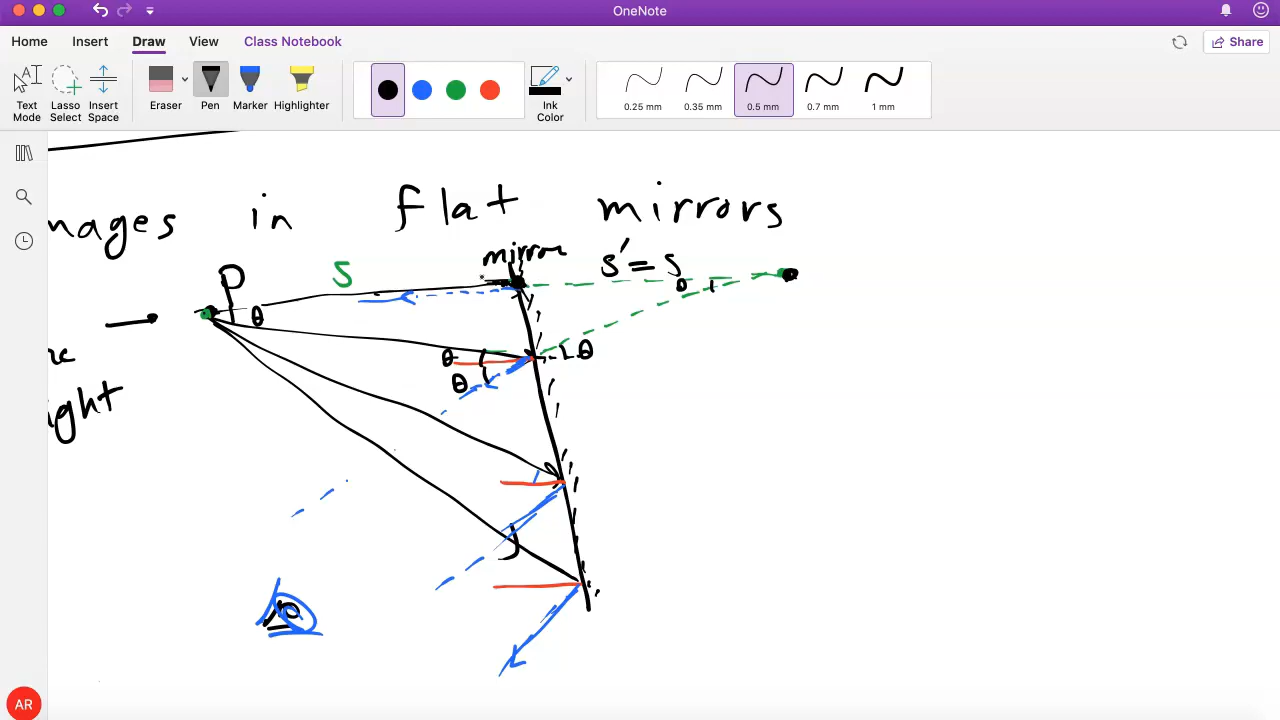 OneNote
Home Insert Draw View Class Notebook
Share
Text Mode
Lasso Select
Insert Space
Eraser
Pen
Marker
Highlighter
Ink Color
0.25 mm
0.35 mm
0.5 mm
0.7 mm
1 mm
mages in flat mirrors
mirror
P
S
s' = s
θ
θ
θ
θ
ight
AR